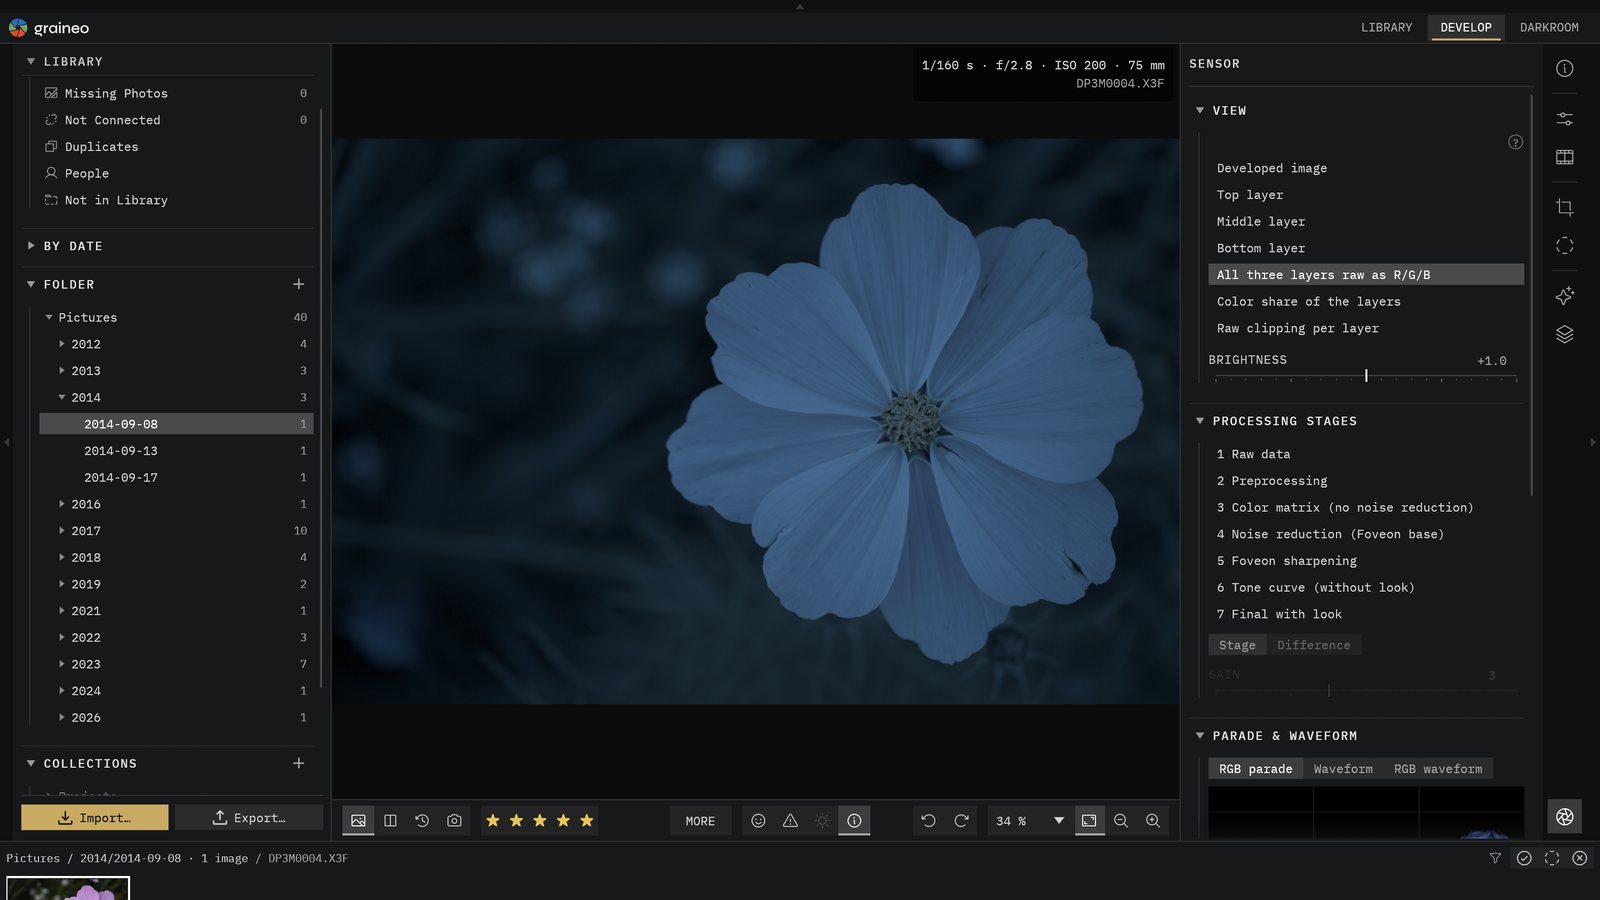 graineo
LIBRARY
DEVELOP
DARKROOM
LIBRARY
Missing Photos 0
Not Connected 0
Duplicates
People
Not in Library
BY DATE
FOLDER
Pictures 40
2012 4
2013 3
2014 3
2014-09-08 1
2014-09-13 1
2014-09-17 1
2016 1
2017 10
2018 4
2019 2
2021 1
2022 3
2023 7
2024 1
2026 1
COLLECTIONS
Import…
Export…
1/160 s · f/2.8 · ISO 200 · 75 mm
DP3M0004.X3F
MORE
34 %
SENSOR
VIEW
Developed image
Top layer
Middle layer
Bottom layer
All three layers raw as R/G/B
Color share of the layers
Raw clipping per layer
BRIGHTNESS +1.0
PROCESSING STAGES
1 Raw data
2 Preprocessing
3 Color matrix (no noise reduction)
4 Noise reduction (Foveon base)
5 Foveon sharpening
6 Tone curve (without look)
7 Final with look
Stage Difference
GAIN 3
PARADE & WAVEFORM
RGB parade Waveform RGB waveform
Pictures / 2014/2014-09-08 · 1 image / DP3M0004.X3F